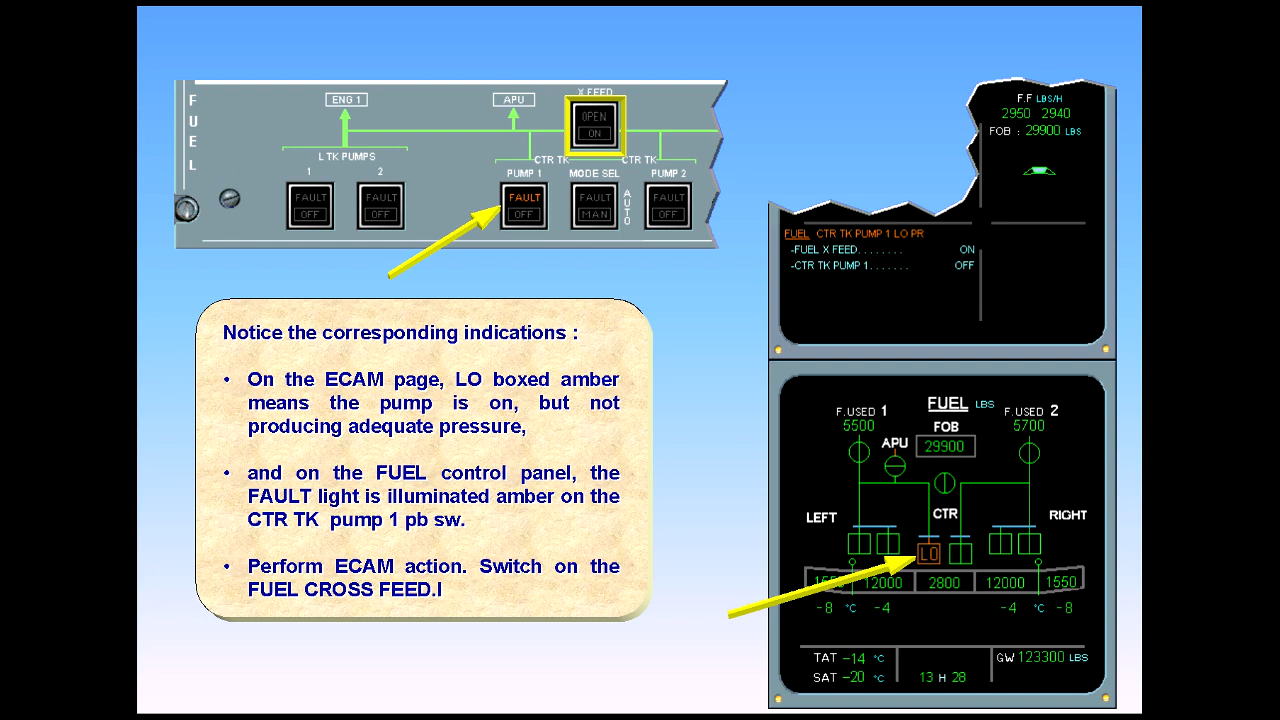 FUEL
ENG 1
APU
X FEED
OPEN
ON
L TK PUMPS
1 2
CTR TK CTR TK
PUMP 1 MODE SEL PUMP 2
FAULT FAULT FAULT FAULT FAULT
OFF OFF OFF MAN OFF
AUTO
F.F LBS/H
2950 2940
FOB : 29900 LBS
FUEL CTR TK PUMP 1 LO PR
-FUEL X FEED........ ON
-CTR TK PUMP 1....... OFF
Notice the corresponding indications :
• On the ECAM page, LO boxed amber
means the pump is on, but not
producing adequate pressure,
• and on the FUEL control panel, the
FAULT light is illuminated amber on the
CTR TK pump 1 pb sw.
• Perform ECAM action. Switch on the
FUEL CROSS FEED.I
FUEL LBS
F.USED 1 F.USED 2
5500 FOB 5700
APU 29900
LEFT CTR RIGHT
LO
1550 12000 2800 12000 1550
-8 °C -4 -4 °C -8
TAT -14 °C GW 123300 LBS
SAT -20 °C 13 H 28